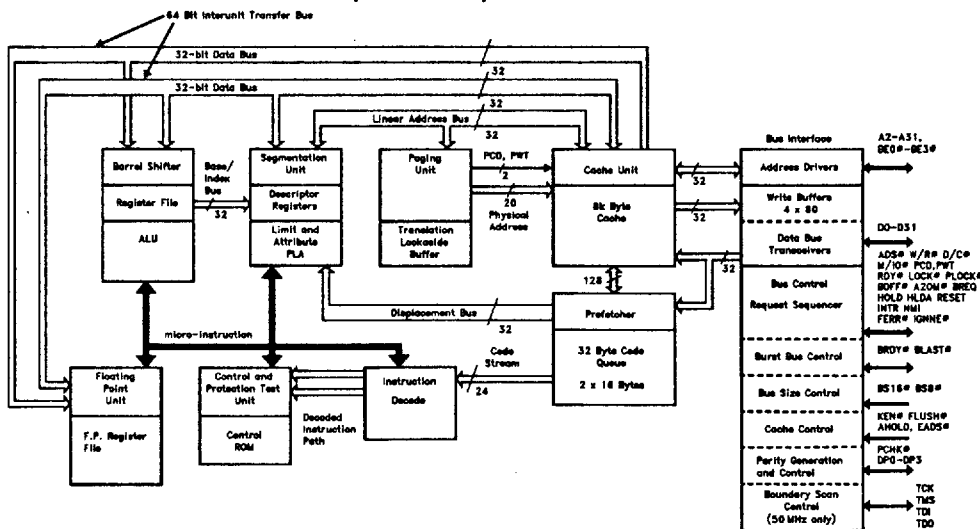 64 Bit Interunit Transfer Bus
32-bit Data Bus
32
32-bit Data Bus
32
32
Linear Address Bus
32
Bus Interface
A2-A31,
BE0#-BE3#
Barrel Shifter
Register File
ALU
Base/
Index
Bus
32
Segmentation
Unit
Descriptor
Registers
Limit and
Attribute
PLA
Paging
Unit
Translation
Lookaside
Buffer
PCD, PWT
2
20
Physical
Address
Cache Unit
8k Byte
Cache
32
32
32
128
Address Drivers
Write Buffers
4 x 80
Data Bus
Transceivers
D0-D31
Bus Control
Request Sequencer
ADS# W/R# D/C#
M/IO# PCD,PWT
RDY# LOCK# PLOCK#
BOFF# A20M# BREQ
HOLD HLDA RESET
INTR NMI
FERR# IGNNE#
Displacement Bus
32
Prefetcher
32 Byte Code
Queue
2 x 16 Bytes
micro-instruction
Code
Stream
24
Floating
Point
Unit
F.P. Register
File
Control and
Protection Test
Unit
Control
ROM
Decoded
Instruction
Path
Instruction
Decode
Burst Bus Control
BRDY# BLAST#
Bus Size Control
BS16# BS8#
Cache Control
KEN# FLUSH#
AHOLD, EADS#
Parity Generation
and Control
PCHK#
DP0-DP3
Boundary Scan
Control
(50 MHz only)
TCK
TMS
TDI
TDO